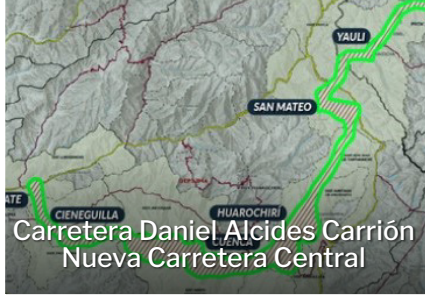 YAULI
SAN MATEO
ATE
CIENEGUILLA
HUAROCHIRÍ
CUENCA
Carretera Daniel Alcides Carrión
Nueva Carretera Central